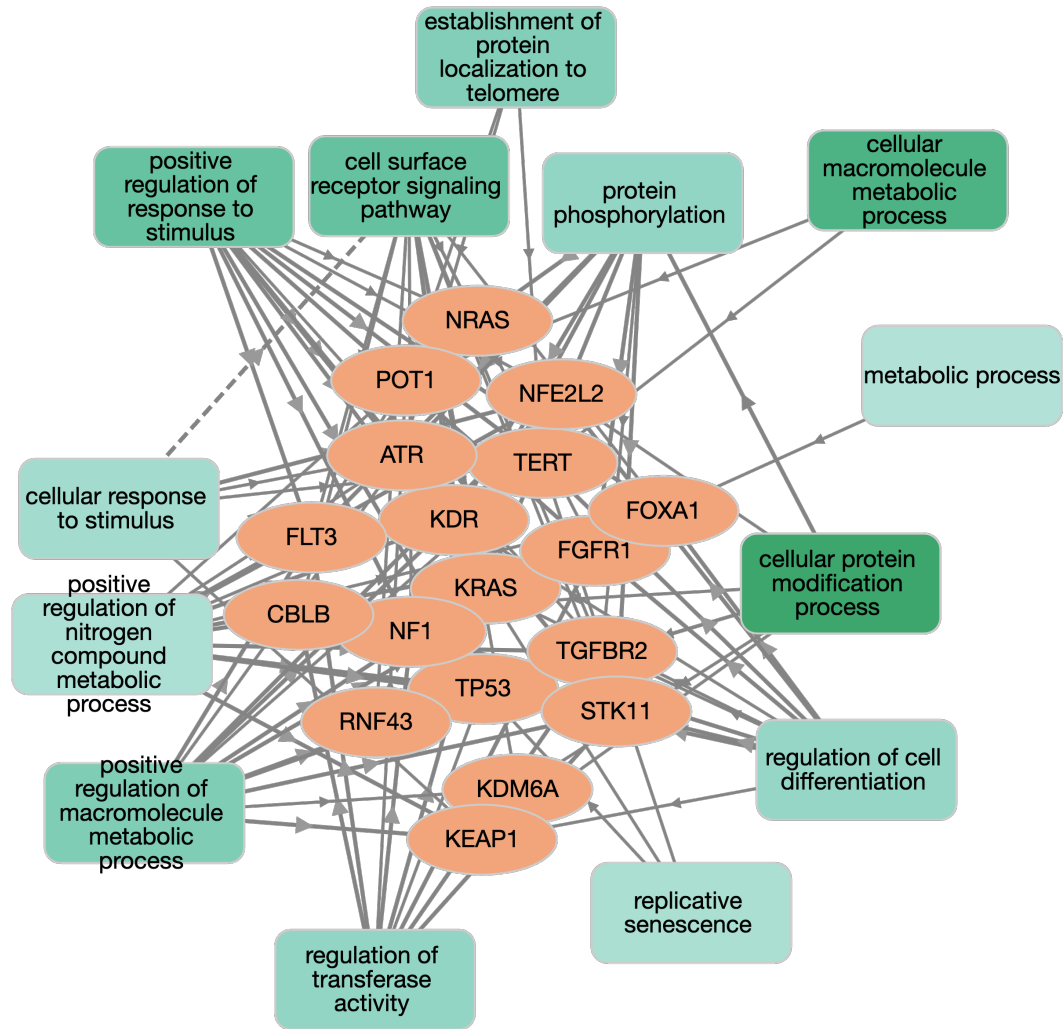 establishment of
protein
localization to
telomere
positive
regulation of
response to
stimulus
cell surface
receptor signaling
pathway
protein
phosphorylation
cellular
macromolecule
metabolic
process
NRAS
POT1
NFE2L2
metabolic process
ATR
TERT
cellular response
to stimulus
FLT3
KDR
FOXA1
FGFR1
cellular protein
modification
process
positive
regulation of
nitrogen
compound
metabolic
process
CBLB
KRAS
NF1
TGFBR2
TP53
STK11
RNF43
positive
regulation of
macromolecule
metabolic
process
KDM6A
KEAP1
regulation of cell
differentiation
replicative
senescence
regulation of
transferase
activity